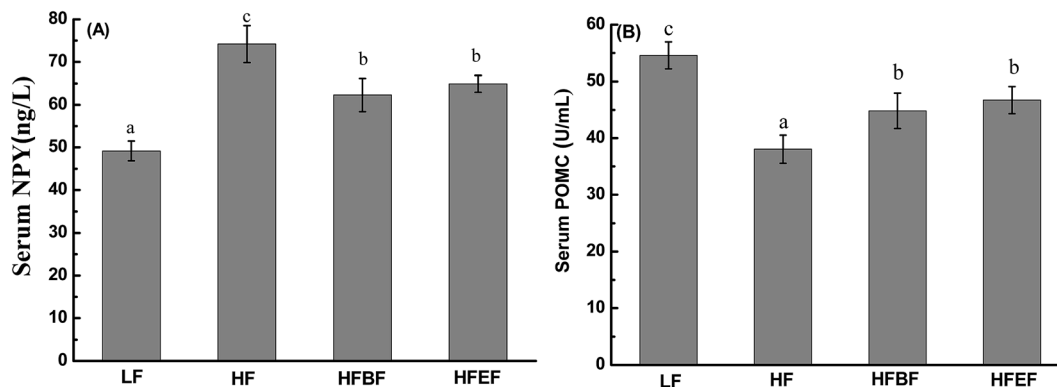 (A)
Serum NPY(ng/L)
80
70
60
50
40
30
20
10
0
a
c
b
b
LF HF HFBF HFEF
(B)
Serum POMC (U/mL)
60
50
40
30
20
10
0
c
a
b
b
LF HF HFBF HFEF